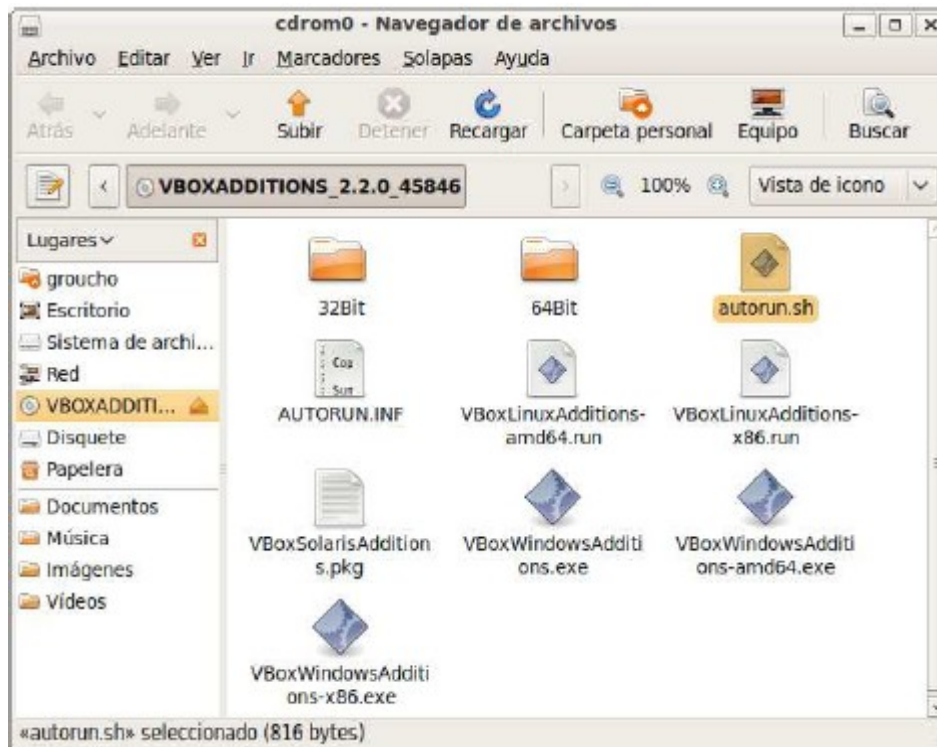 cdrom0 - Navegador de archivos
Archivo Editar Ver Ir Marcadores Solapas Ayuda
Atrás Adelante Subir Detener Recargar Carpeta personal Equipo Buscar
VBOXADDITIONS_2.2.0_45846 100% Vista de icono
Lugares
groucho
Escritorio
Sistema de archi...
Red
VBOXADDITI...
Disquete
Papelera
Documentos
Música
Imágenes
Vídeos
32Bit
64Bit
autorun.sh
Cop
Surr
AUTORUN.INF
VBoxLinuxAdditions-
amd64.run
VBoxLinuxAdditions-
x86.run
VBoxSolarisAddition
s.pkg
VBoxWindowsAdditi
ons.exe
VBoxWindowsAdditi
ons-amd64.exe
VBoxWindowsAdditi
ons-x86.exe
«autorun.sh» seleccionado (816 bytes)